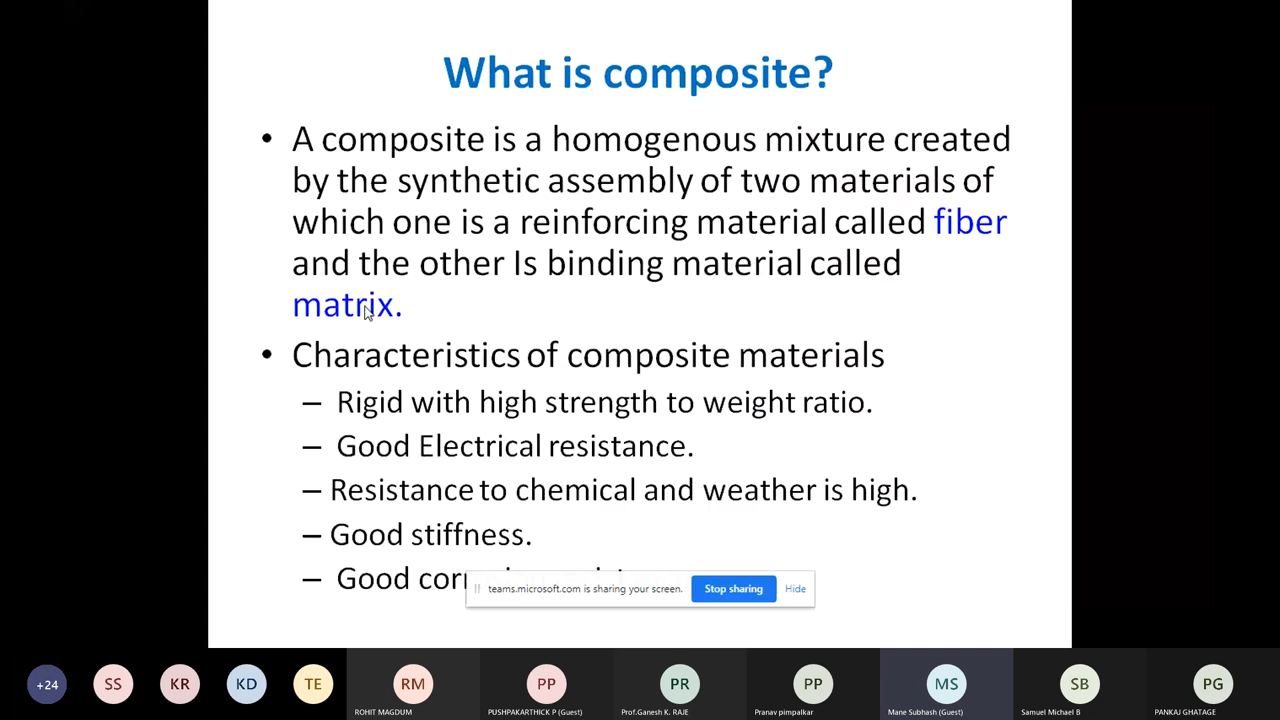 What is composite?
• A composite is a homogenous mixture created
by the synthetic assembly of two materials of
which one is a reinforcing material called fiber
and the other Is binding material called
matrix.
• Characteristics of composite materials
– Rigid with high strength to weight ratio.
– Good Electrical resistance.
– Resistance to chemical and weather is high.
– Good stiffness.
– Good
teams.microsoft.com is sharing your screen. Stop sharing Hide
+24 SS KR KD TE RM PP PR PP MS SB PG
ROHIT MAGDUM PUSHPAKARTHICK P (Guest) Prof.Ganesh K. RAJE Pranav pimpalkar Mane Subhash (Guest) Samuel Michael B PANKAJ GHATAGE